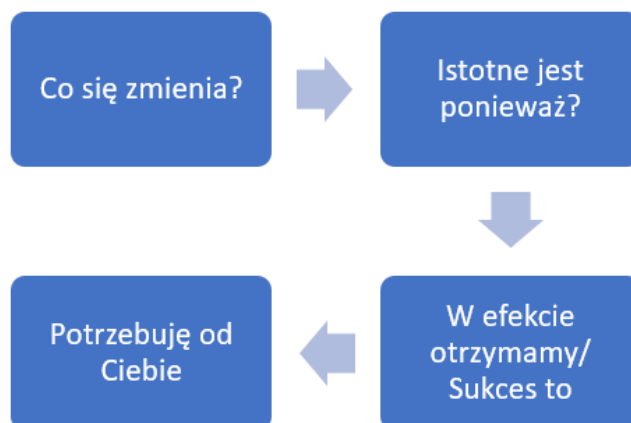 Co się zmienia?
Istotne jest
ponieważ?
W efekcie
otrzymamy/
Sukces to
Potrzebuję od
Ciebie